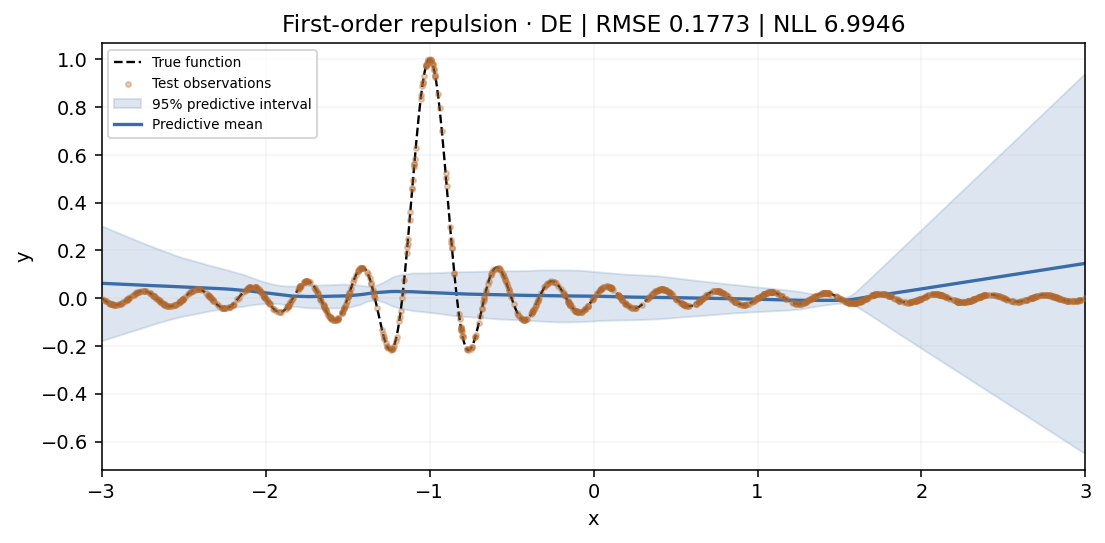 First-order repulsion · DE | RMSE 0.1773 | NLL 6.9946
True function
Test observations
95% predictive interval
Predictive mean
1.0
0.8
0.6
0.4
0.2
0.0
−0.2
−0.4
−0.6
y
−3
−2
−1
0
1
2
3
x